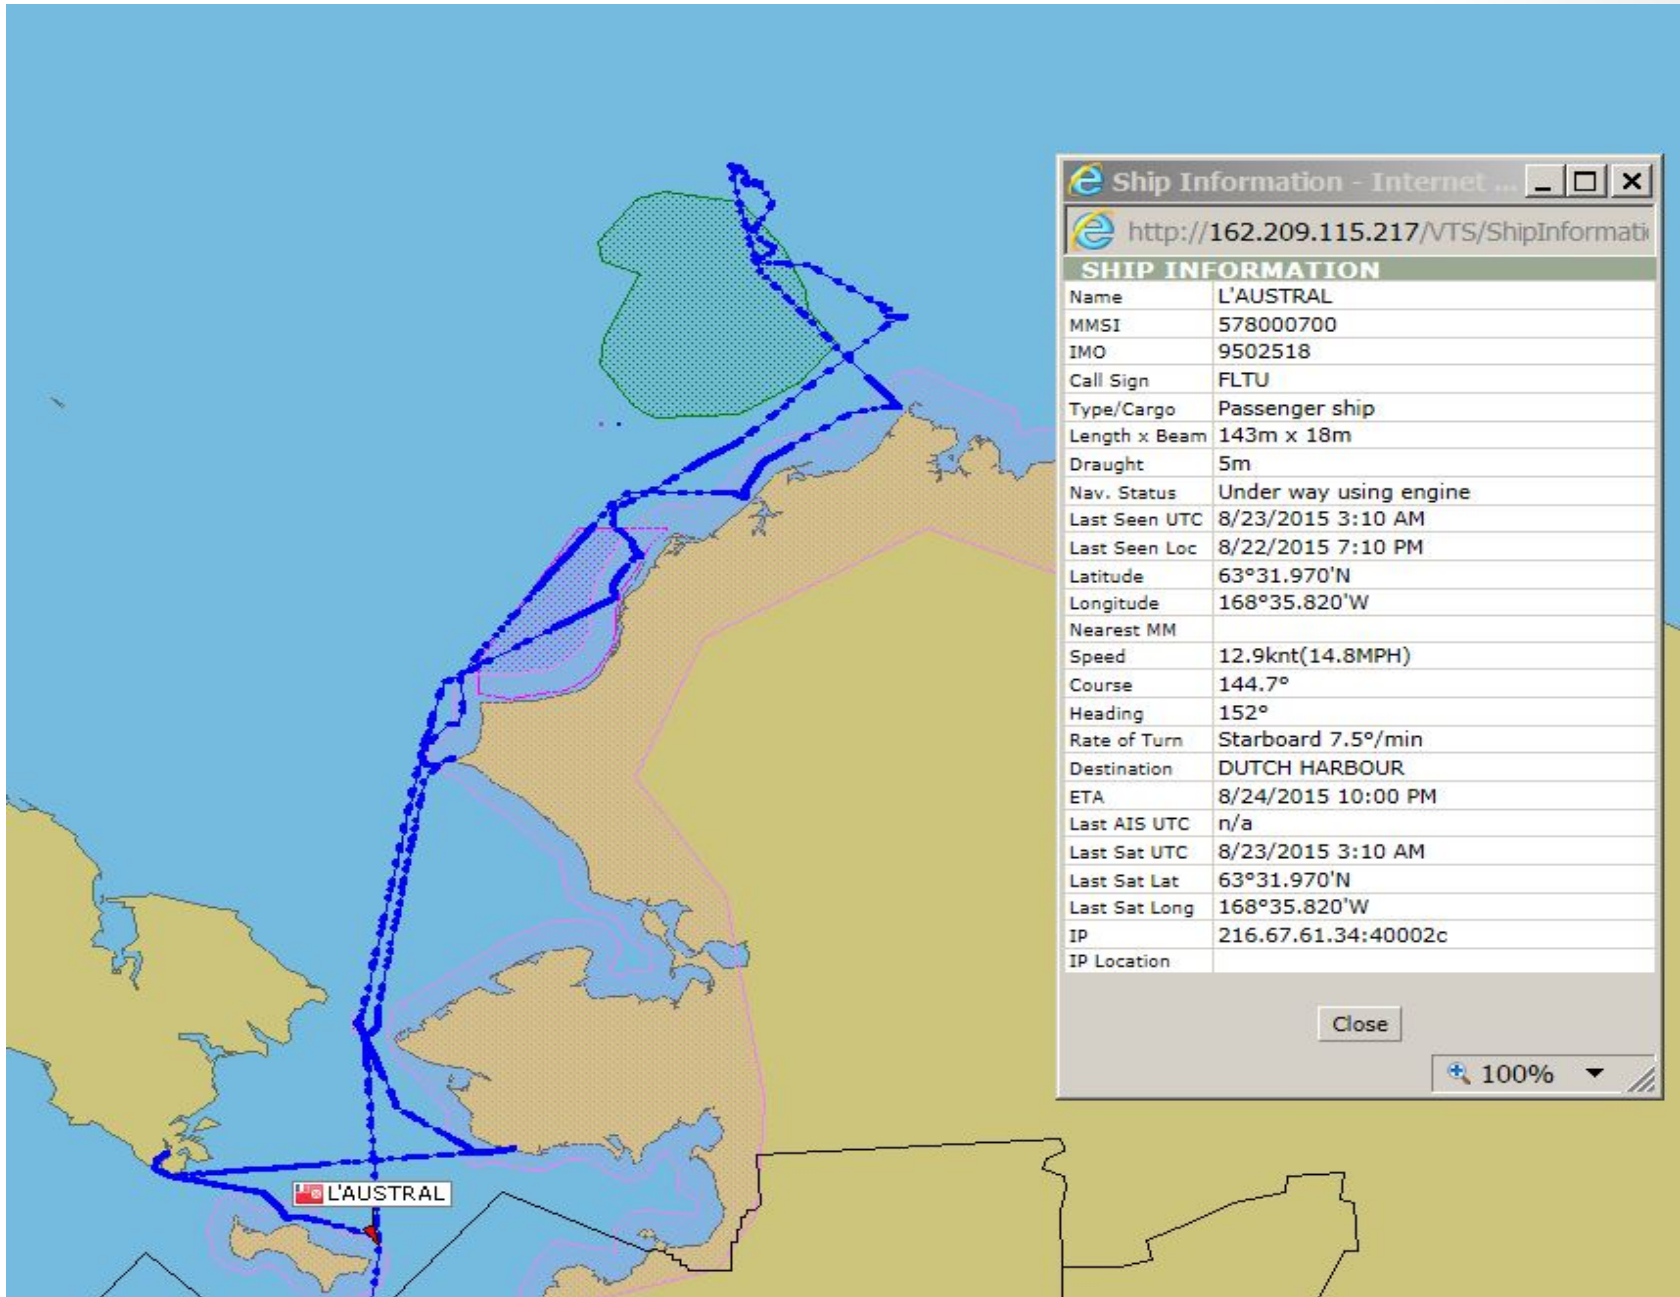 L'AUSTRAL
Ship Information - Internet ...
http://162.209.115.217/VTS/ShipInformati
SHIP INFORMATION
Name L'AUSTRAL
MMSI 578000700
IMO 9502518
Call Sign FLTU
Type/Cargo Passenger ship
Length x Beam 143m x 18m
Draught 5m
Nav. Status Under way using engine
Last Seen UTC 8/23/2015 3:10 AM
Last Seen Loc 8/22/2015 7:10 PM
Latitude 63°31.970'N
Longitude 168°35.820'W
Nearest MM
Speed 12.9knt(14.8MPH)
Course 144.7°
Heading 152°
Rate of Turn Starboard 7.5°/min
Destination DUTCH HARBOUR
ETA 8/24/2015 10:00 PM
Last AIS UTC n/a
Last Sat UTC 8/23/2015 3:10 AM
Last Sat Lat 63°31.970'N
Last Sat Long 168°35.820'W
IP 216.67.61.34:40002c
IP Location
Close
100%